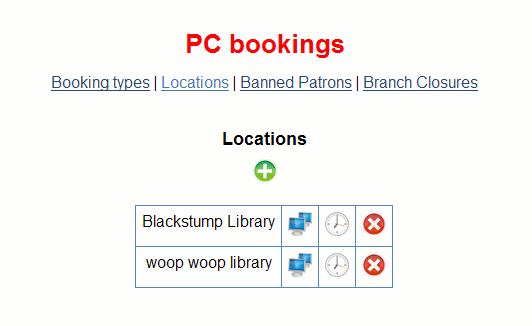 PC bookings
Booking types | Locations | Banned Patrons | Branch Closures
Locations
Blackstump Library
woop woop library